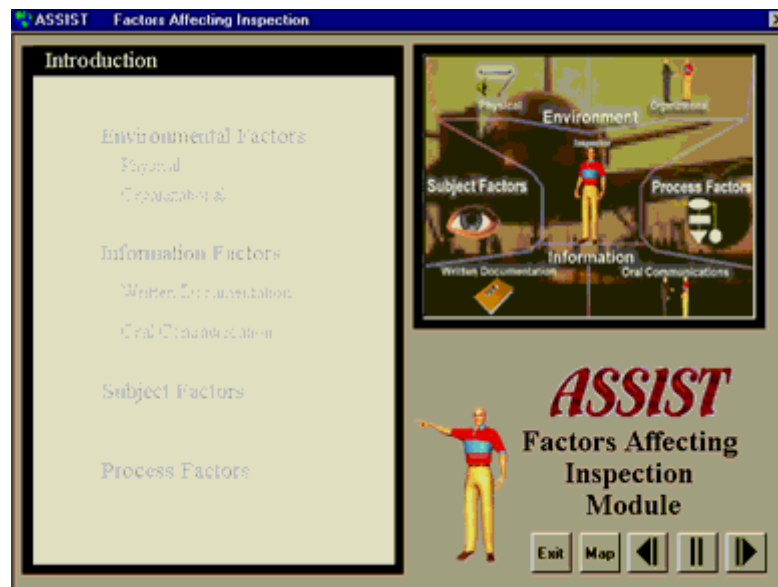 ASSIST Factors Affecting Inspection
Introduction
Environmental Factors
Physical
Organizational
Information Factors
Written Documentation
Oral Communication
Subject Factors
Process Factors
Physical
Organizational
Environment
Inspector
Subject Factors
Process Factors
Information
Written Documentation
Oral Communications
ASSIST
Factors Affecting
Inspection
Module
Exit
Map